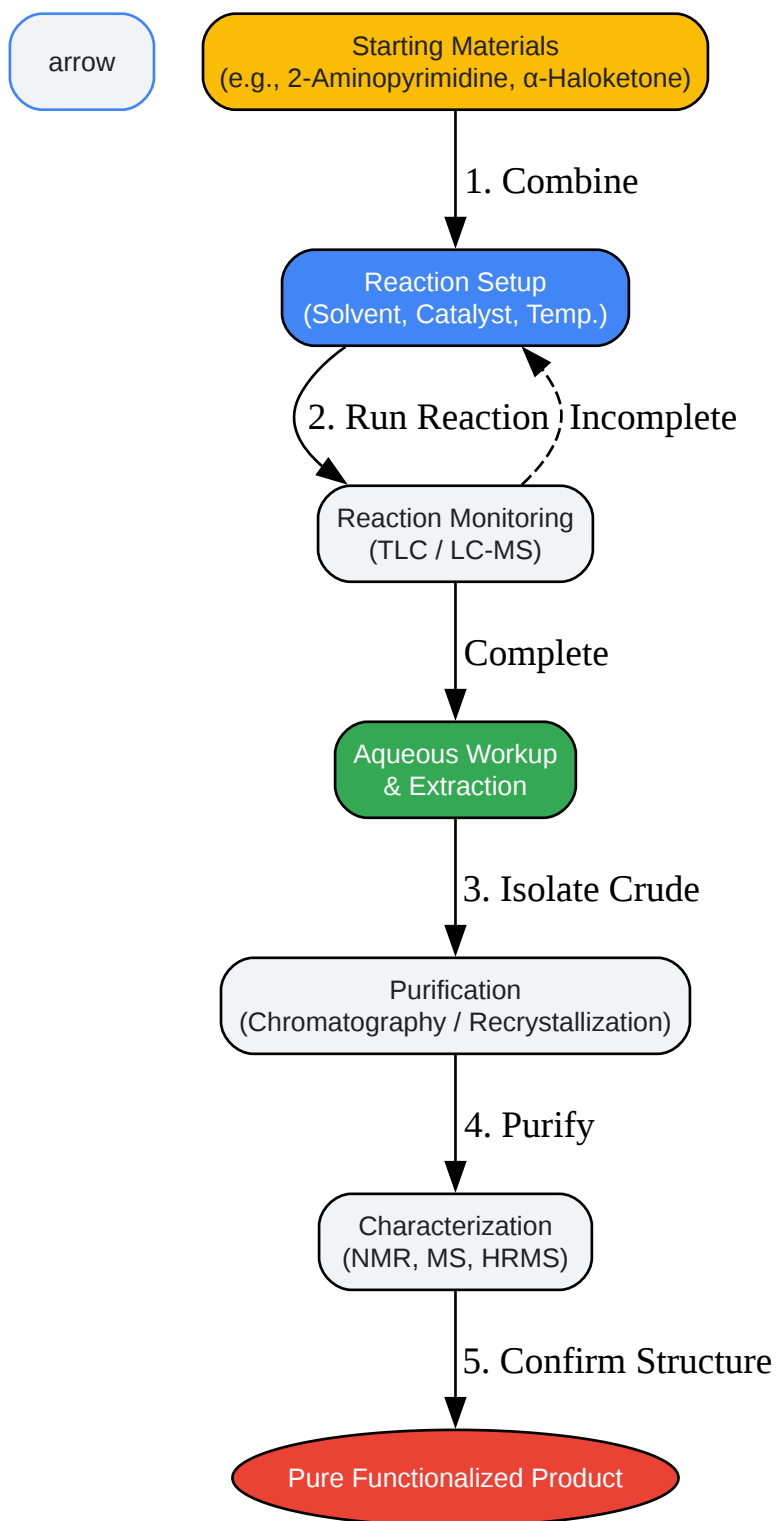 arrow
Starting Materials
(e.g., 2-Aminopyrimidine, α-Haloketone)
1. Combine
Reaction Setup
(Solvent, Catalyst, Temp.)
2. Run Reaction
Incomplete
Reaction Monitoring
(TLC / LC-MS)
Complete
Aqueous Workup
& Extraction
3. Isolate Crude
Purification
(Chromatography / Recrystallization)
4. Purify
Characterization
(NMR, MS, HRMS)
5. Confirm Structure
Pure Functionalized Product